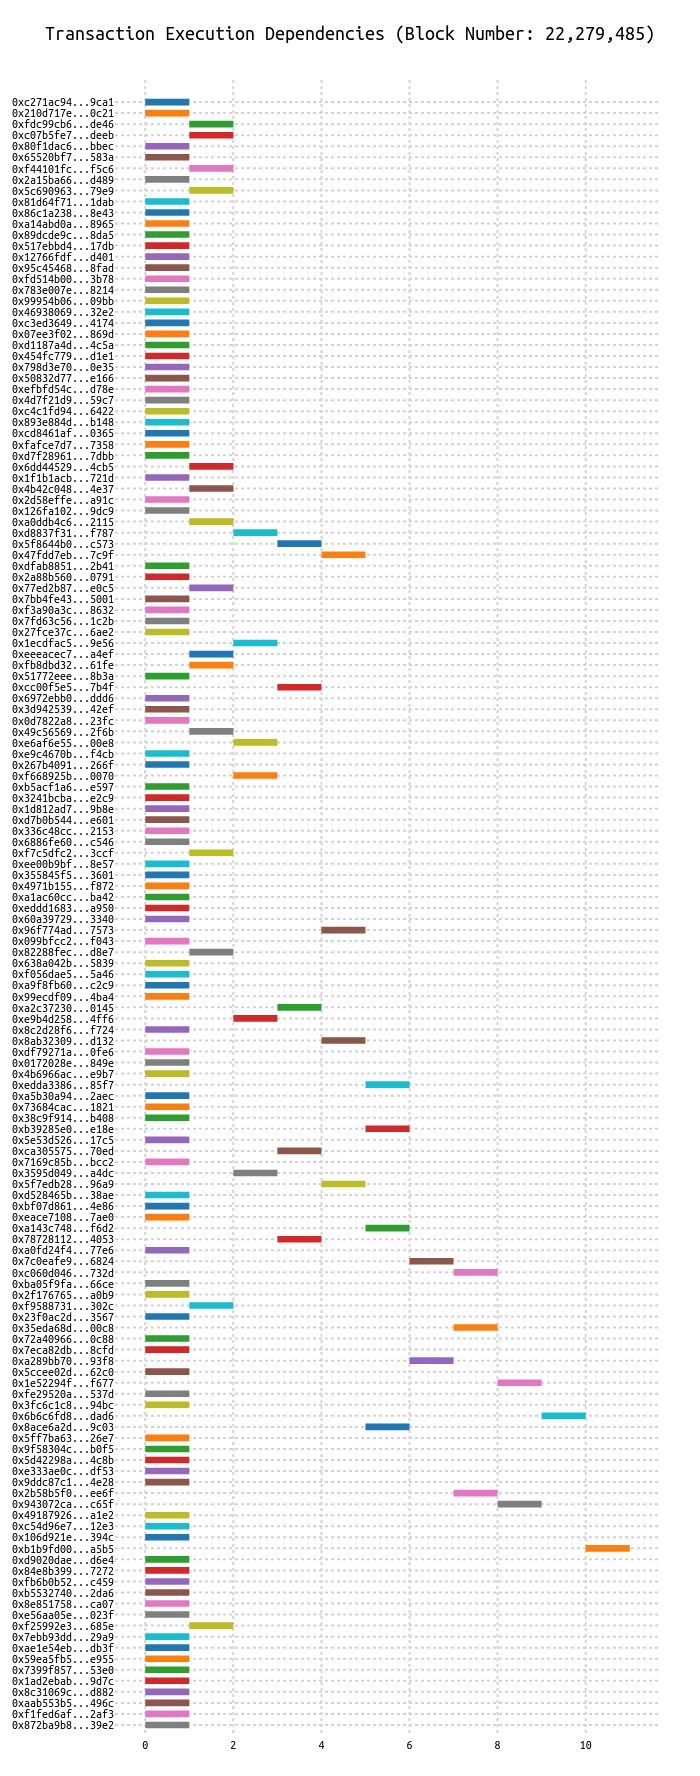 Transaction Execution Dependencies (Block Number: 22,279,485)
0xc271ac94...9ca1
0x210d717e...0c21
0xfdc99cb6...de46
0xc07b5fe7...deeb
0x80f1dac6...bbec
0x65520bf7...583a
0xf44101fc...f5c6
0x2a15ba66...d489
0x5c690963...79e9
0x81d64f71...1dab
0x86c1a238...8e43
0xa14abd0a...8965
0x89dcde9c...8da5
0x517ebbd4...17db
0x12766fdf...d401
0x95c45468...8fad
0xfd514b00...3b78
0x783e007e...8214
0x99954b06...09bb
0x46938069...32e2
0xc3ed3649...4174
0x07ee3f02...869d
0xd1187a4d...4c5a
0x454fc779...d1e1
0x798d3e70...0e35
0x50832d77...e166
0xefbfd54c...d78e
0x4d7f21d9...59c7
0xc4c1fd94...6422
0x893e884d...b148
0xcd8461af...0365
0xfafce7d7...7358
0xd7f28961...7dbb
0x6dd44529...4cb5
0x1f1b1acb...721d
0x4b42c048...4e37
0x2d58effe...a91c
0x126fa102...9dc9
0xa0ddb4c6...2115
0xd8837f31...f787
0x5f8644b0...c573
0x47fdd7eb...7c9f
0xdfab8851...2b41
0x2a88b560...0791
0x77ed2b87...e0c5
0x7bb4fe43...5001
0xf3a90a3c...8632
0x7fd63c56...1c2b
0x27fce37c...6ae2
0x1ecdfac5...9e56
0xeeeacec7...a4ef
0xfb8dbd32...61fe
0x51772eee...8b3a
0xcc00f5e5...7b4f
0x6972ebb0...ddd6
0x3d942539...42ef
0x0d7822a8...23fc
0x49c56569...2f6b
0xe6af6e55...00e8
0xe9c4670b...f4cb
0x267b4091...266f
0xf668925b...0070
0xb5acf1a6...e597
0x3241bcba...e2c9
0x1d812ad7...9b8e
0xd7b0b544...e601
0x336c48cc...2153
0x6886fe60...c546
0xf7c5dfc2...3ccf
0xee00b9bf...8e57
0x355845f5...3601
0x4971b155...f872
0xa1ac60cc...ba42
0xeddd1683...a950
0x60a39729...3340
0x96f774ad...7573
0x099bfcc2...f043
0x82288fec...d8e7
0x638a042b...5839
0xf056dae5...5a46
0xa9f8fb60...c2c9
0x99ecdf09...4ba4
0xa2c37230...0145
0xe9b4d258...4ff6
0x8c2d28f6...f724
0x8ab32309...d132
0xdf79271a...0fe6
0x0172028e...849e
0x4b6966ac...e9b7
0xedda3386...85f7
0xa5b30a94...2aec
0x73684cac...1821
0x38c9f914...b408
0xb39285e0...e18e
0x5e53d526...17c5
0xca305575...70ed
0x7169c85b...bcc2
0x3595d049...a4dc
0x5f7edb28...96a9
0xd528465b...38ae
0xbf07d861...4e86
0xeace7108...7ae0
0xa143c748...f6d2
0x78728112...4053
0xa0fd24f4...77e6
0x7c0eafe9...6824
0xc060d046...732d
0xba05f9fa...66ce
0x2f176765...a0b9
0xf9588731...302c
0x23f0ac2d...3567
0x35eda68d...00c8
0x72a40966...0c88
0x7eca82db...8cfd
0xa289bb70...93f8
0x5ccee02d...62c0
0x1e52294f...f677
0xfe29520a...537d
0x3fc6c1c8...94bc
0x6b6c6fd8...dad6
0x8ace6a2d...9c03
0x5ff7ba63...26e7
0x9f58304c...b0f5
0x5d42298a...4c8b
0xe333ae0c...df53
0x9ddc87c1...4e28
0x2b58b5f0...ee6f
0x943072ca...c65f
0x49187926...a1e2
0xc54d96e7...12e3
0x106d921e...394c
0xb1b9fd00...a5b5
0xd9020dae...d6e4
0x84e8b399...7272
0xfb6b0b52...c459
0xb5532740...2da6
0x8e851758...ca07
0xe56aa05e...023f
0xf25992e3...685e
0x7ebb93dd...29a9
0xae1e54eb...db3f
0x59ea5fb5...e955
0x7399f857...53e0
0x1ad2ebab...9d7c
0x8c31069c...d882
0xaab553b5...496c
0xf1fed6af...2af3
0x872ba9b8...39e2
0 2 4 6 8 10